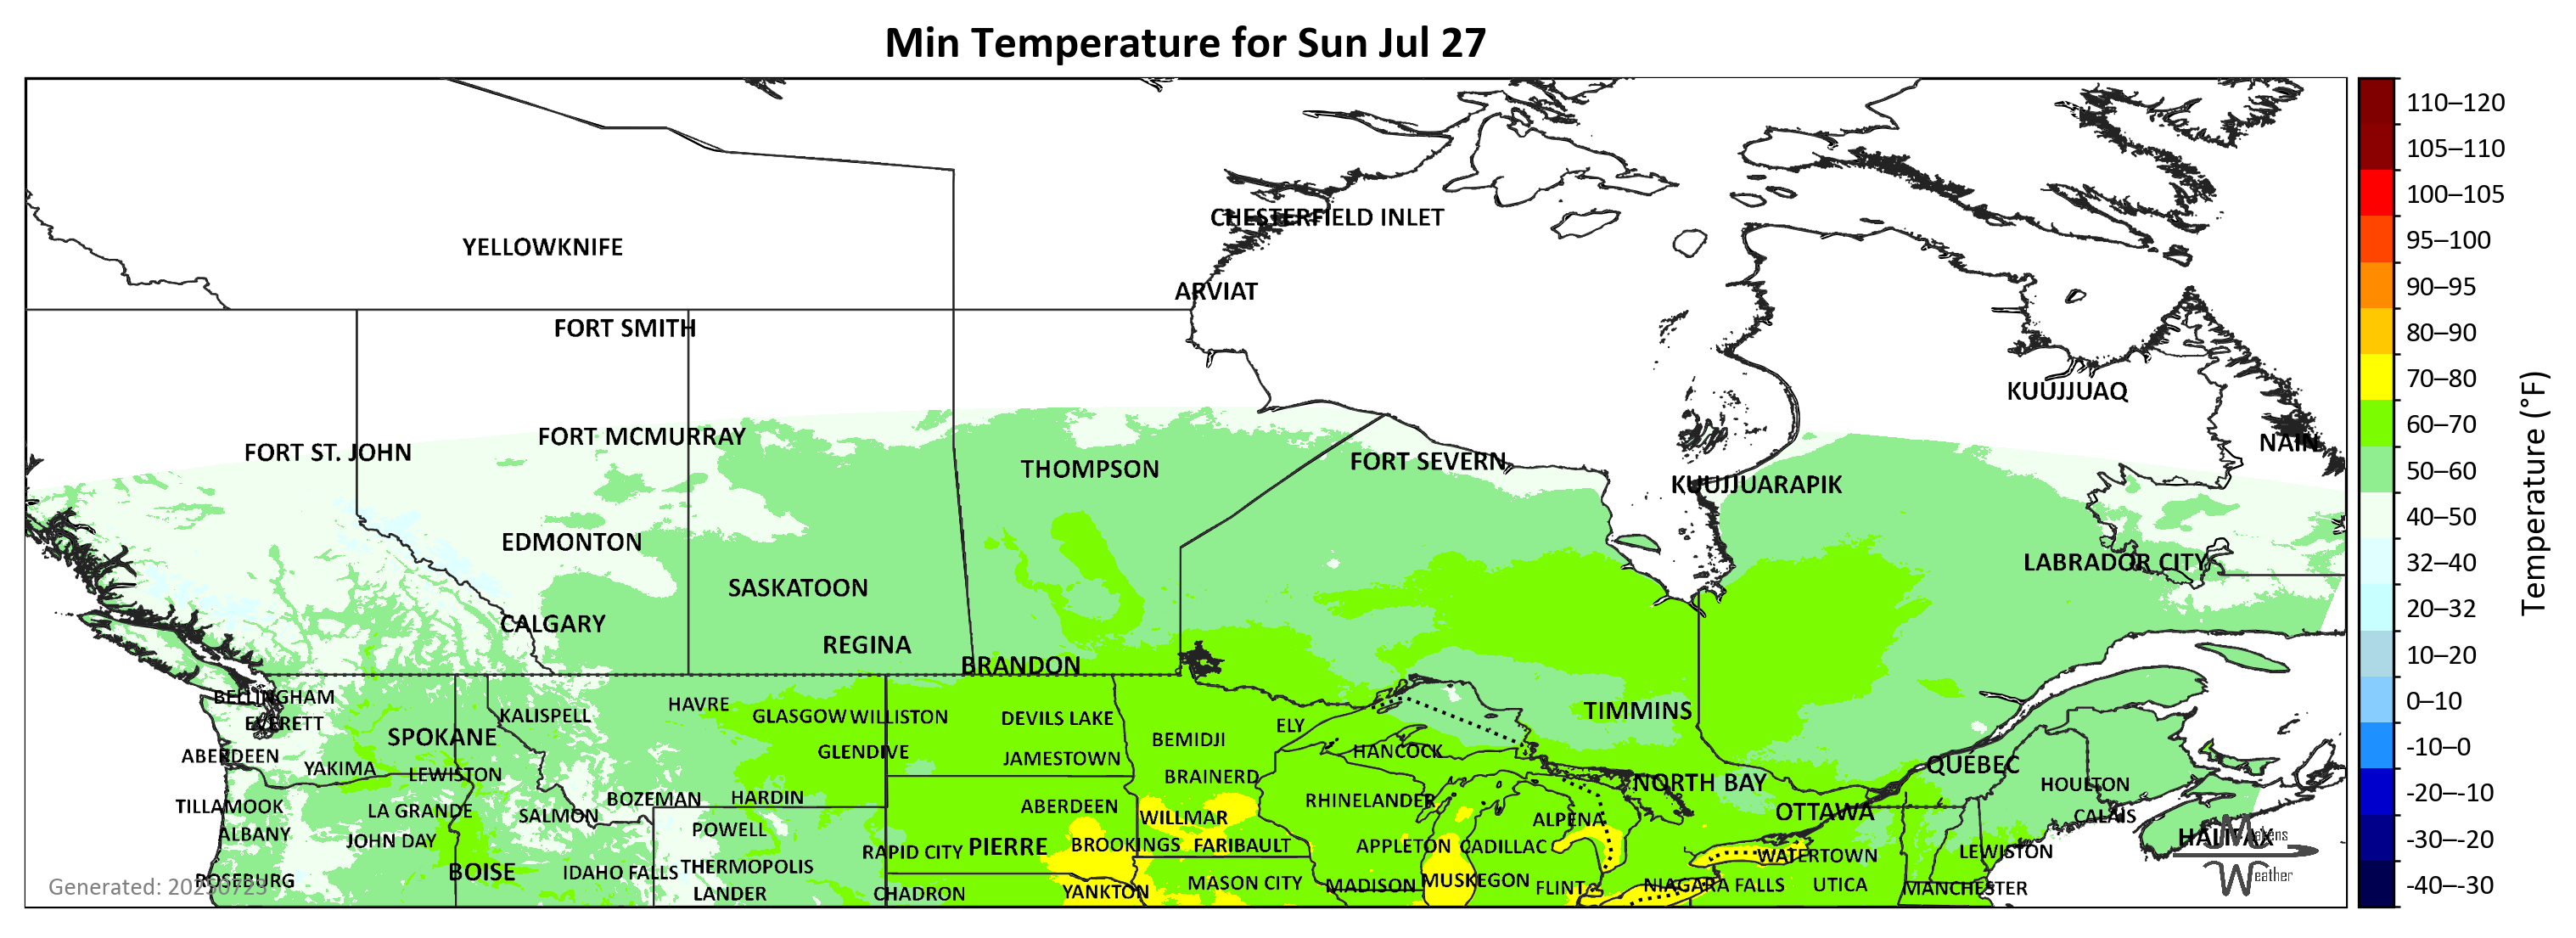 Min Temperature for Sun Jul 27
110–120
105–110
100–105
95–100
90–95
80–90
70–80
60–70
50–60
40–50
32–40
20–32
10–20
0–10
-10–0
-20–-10
-30–-20
-40–-30
Temperature (°F)
CHESTERFIELD INLET
YELLOWKNIFE
ARVIAT
FORT SMITH
KUUJJUAQ
FORT MCMURRAY
NAIN
FORT ST. JOHN
FORT SEVERN
THOMPSON
KUUJJUARAPIK
EDMONTON
LABRADOR CITY
SASKATOON
CALGARY
REGINA
BRANDON
BELLINGHAM
HAVRE
TIMMINS
KALISPELL
GLASGOW
WILLISTON
DEVILS LAKE
EVERETT
ELY
SPOKANE
BEMIDJI
GLENDIVE
HANCOCK
ABERDEEN
JAMESTOWN
QUEBEC
YAKIMA
LEWISTON
BRAINERD
NORTH BAY
HOULTON
BOZEMAN
HARDIN
RHINELANDER
TILLAMOOK
ABERDEEN
LA GRANDE
OTTAWA
SALMON
WILLMAR
CALAIS
ALPENA
POWELL
ALBANY
HALIFAX
JOHN DAY
PIERRE
BROOKINGS
FARIBAULT
APPLETON
CADILLAC
RAPID CITY
LEWISTON
WATERTOWN
THERMOPOLIS
BOISE
IDAHO FALLS
ROSEBURG
MUSKEGON
MASON CITY
MADISON
NIAGARA FALLS
UTICA
FLINT
MANCHESTER
YANKTON
LANDER
CHADRON
Generated: 20250723
Makens
Weather